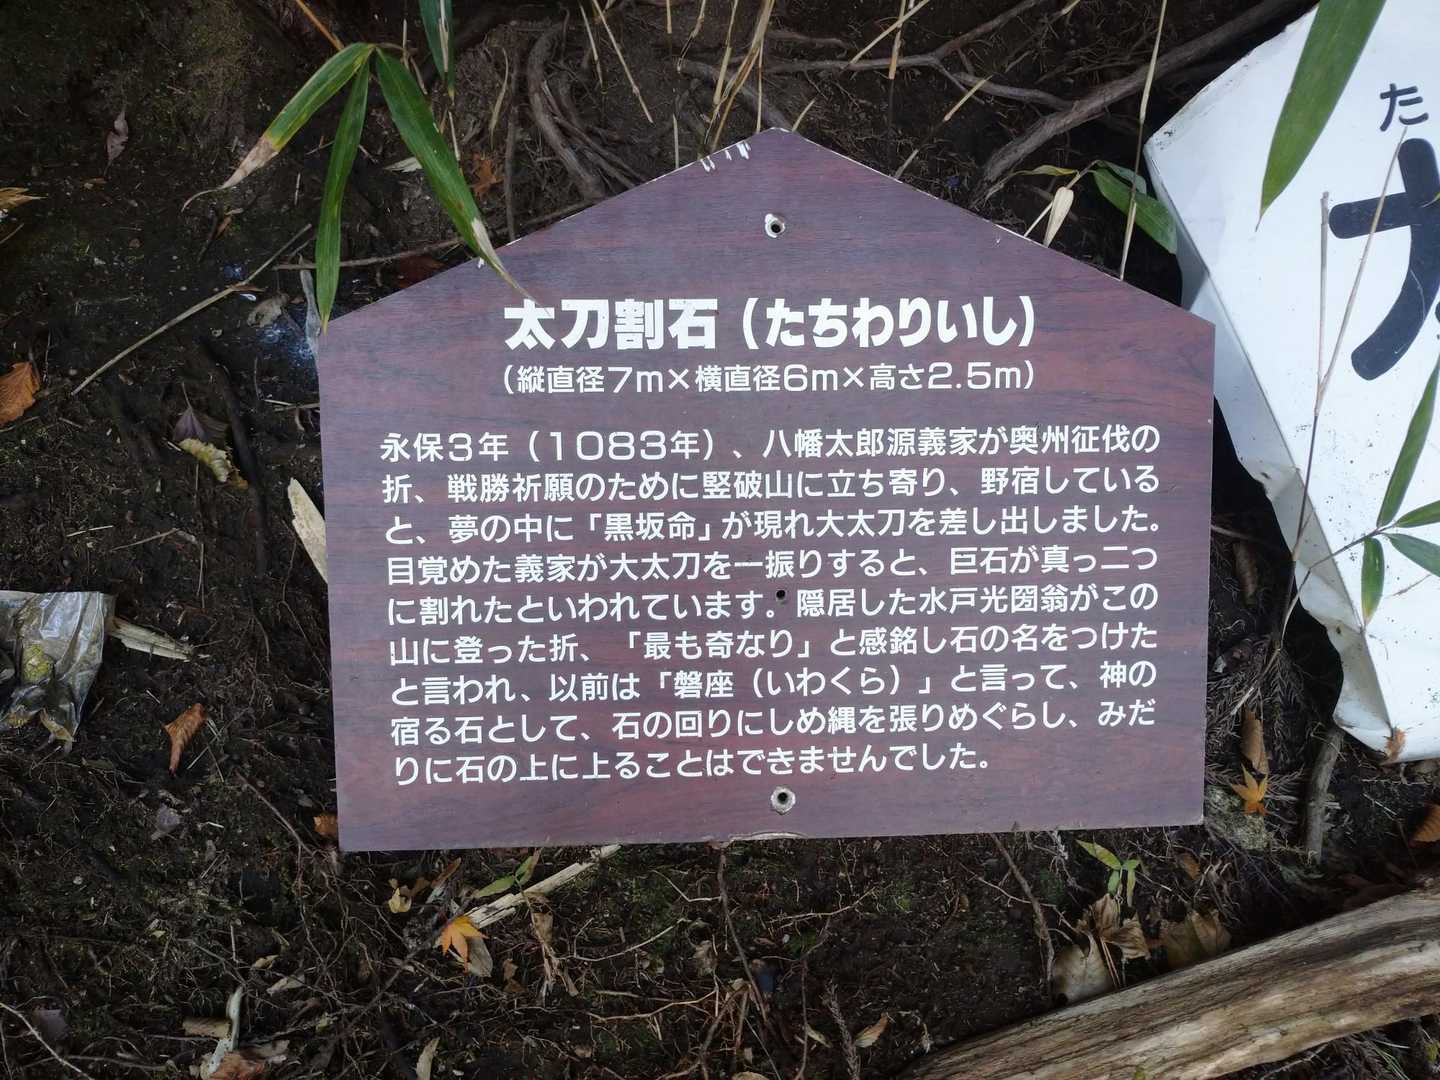 太刀割石（たちわりいし）
（縦直径7m×横直径6m×高さ2.5m）
永保3年（1083年）、八幡太郎源義家が奥州征伐の
折、戦勝祈願のために竪破山に立ち寄り、野宿している
と、夢の中に「黒坂命」が現れ大太刀を差し出しました。
目覚めた義家が大太刀を一振りすると、巨石が真っ二つ
に割れたといわれています。隠居した水戸光圀翁がこの
山に登った折、「最も奇なり」と感銘し石の名をつけた
と言われ、以前は「磐座（いわくら）」と言って、神の
宿る石として、石の回りにしめ縄を張りめぐらし、みだ
りに石の上に上ることはできませんでした。
た